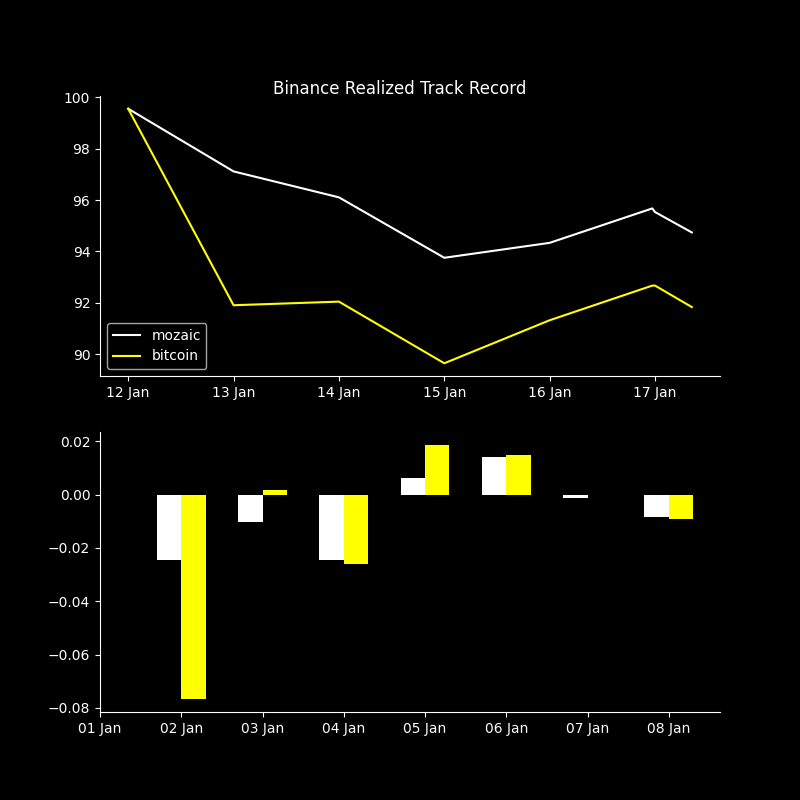 Binance Realized Track Record
100
98
96
94
92
90
mozaic
bitcoin
12 Jan 13 Jan 14 Jan 15 Jan 16 Jan 17 Jan
0.02
0.00
−0.02
−0.04
−0.06
−0.08
01 Jan 02 Jan 03 Jan 04 Jan 05 Jan 06 Jan 07 Jan 08 Jan